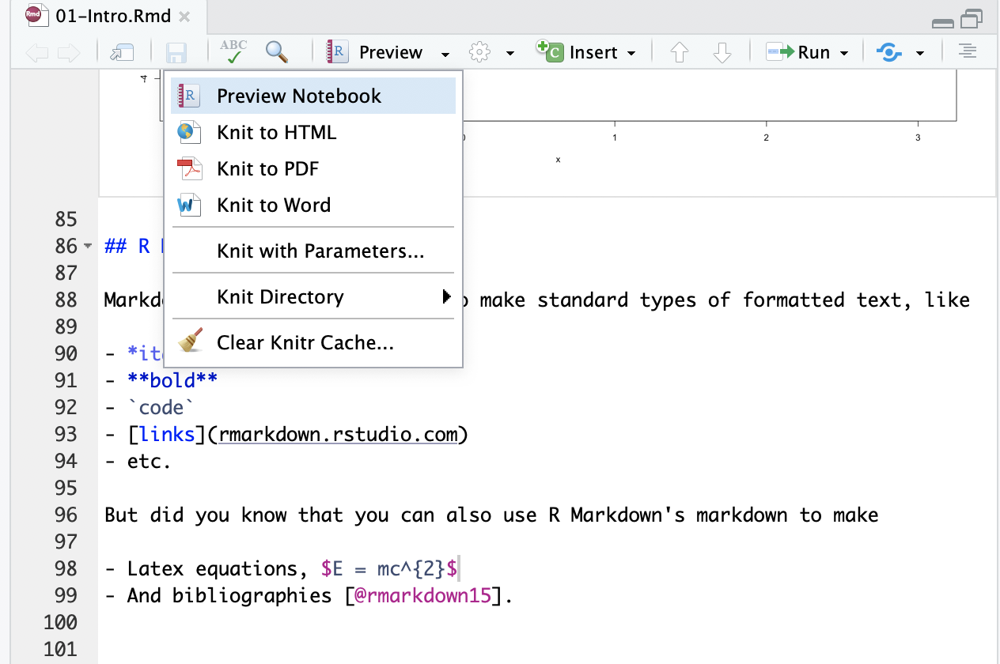 01-Intro.Rmd
ABC
Preview
Insert
Run
4
Preview Notebook
Knit to HTML
Knit to PDF
Knit to Word
Knit with Parameters...
Knit Directory
Clear Knitr Cache...
1 2 3
x
85
86 ## R
87
88 Markd make standard types of formatted text, like
89
90 - *it
91 - **bold**
92 - `code`
93 - [links](rmarkdown.rstudio.com)
94 - etc.
95
96 But did you know that you can also use R Markdown's markdown to make
97
98 - Latex equations, $E = mc^{2}$
99 - And bibliographies [@rmarkdown15].
100
101